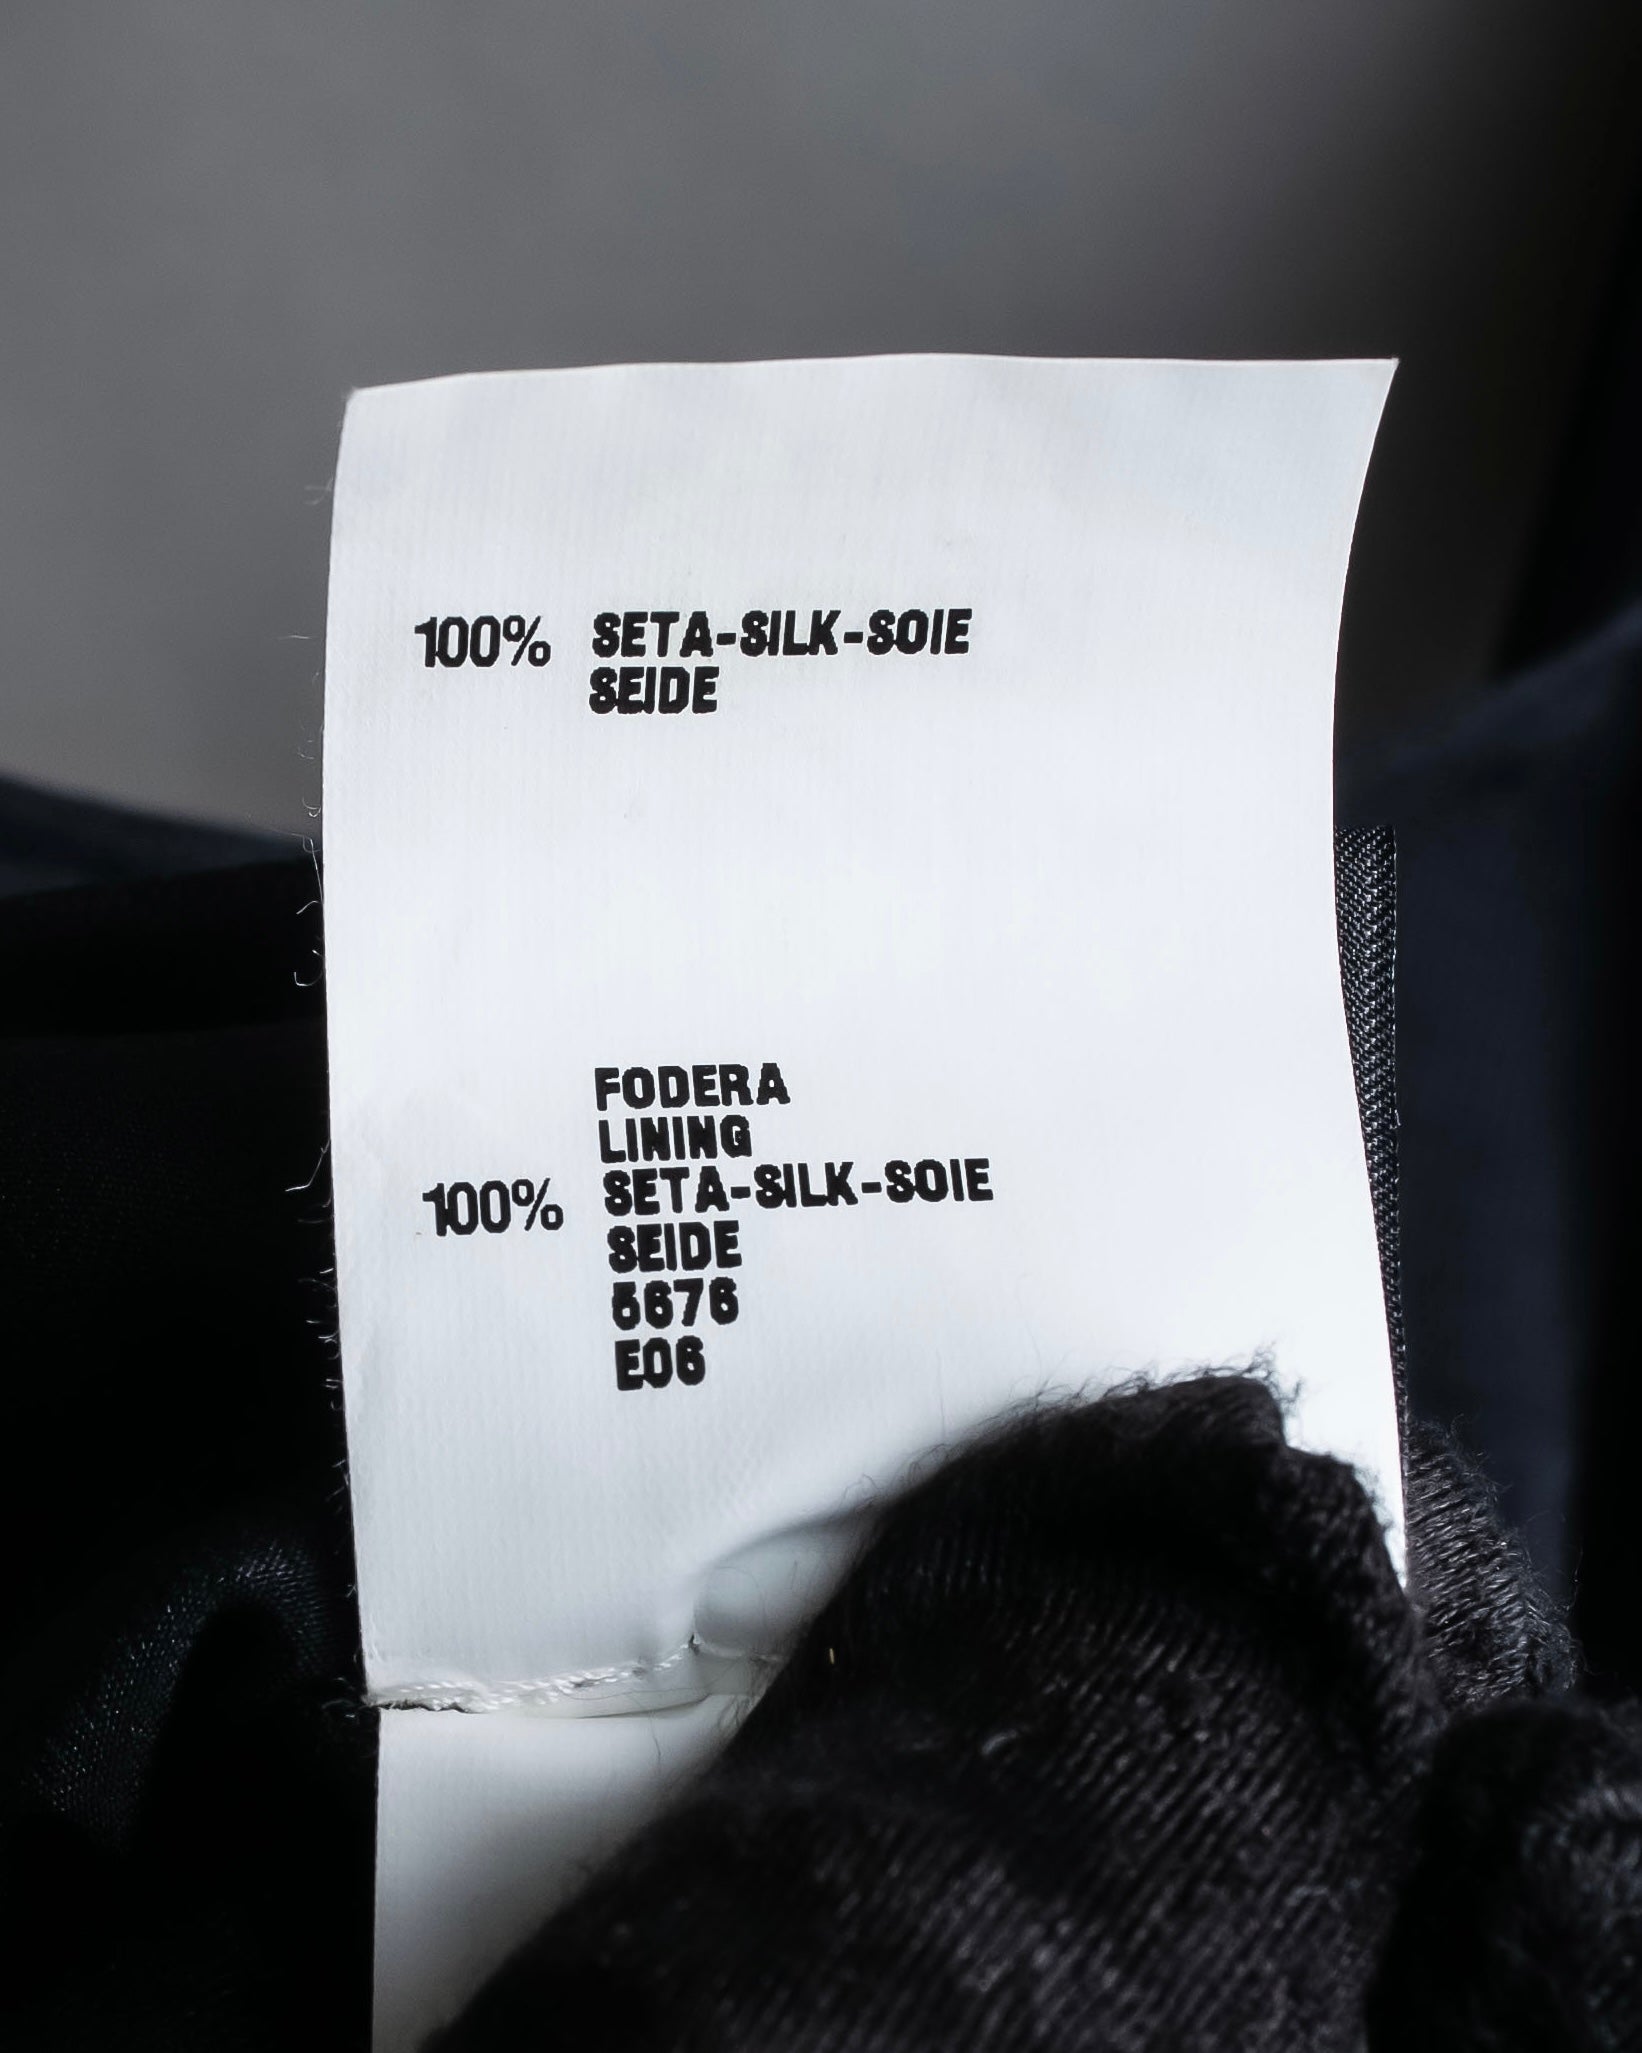 100% SETA-SILK-SOIE
SEIDE
FODERA
LINING
100% SETA-SILK-SOIE
SEIDE
5676
E06